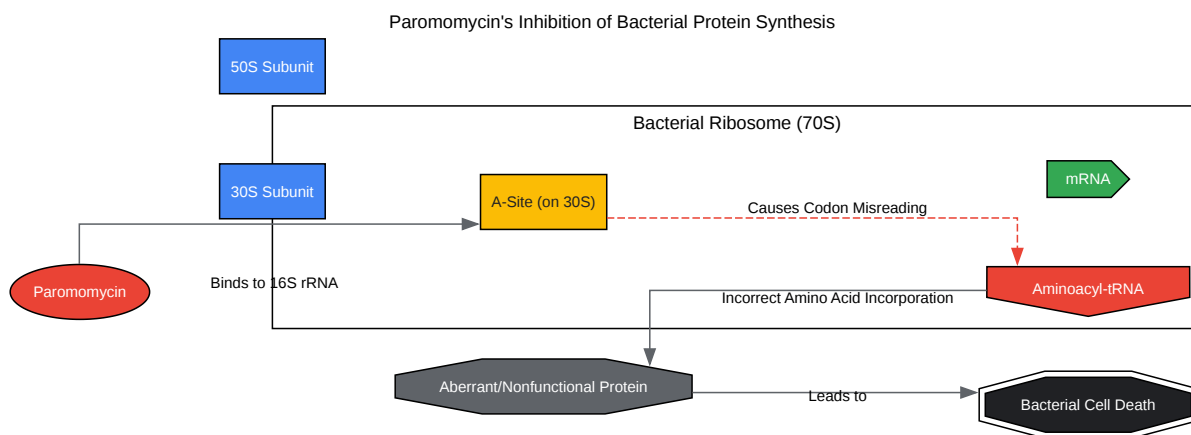 Paromomycin's Inhibition of Bacterial Protein Synthesis
50S Subunit
Bacterial Ribosome (70S)
30S Subunit
A-Site (on 30S)
mRNA
Causes Codon Misreading
Paromomycin
Binds to 16S rRNA
Aminoacyl-tRNA
Incorrect Amino Acid Incorporation
Aberrant/Nonfunctional Protein
Leads to
Bacterial Cell Death